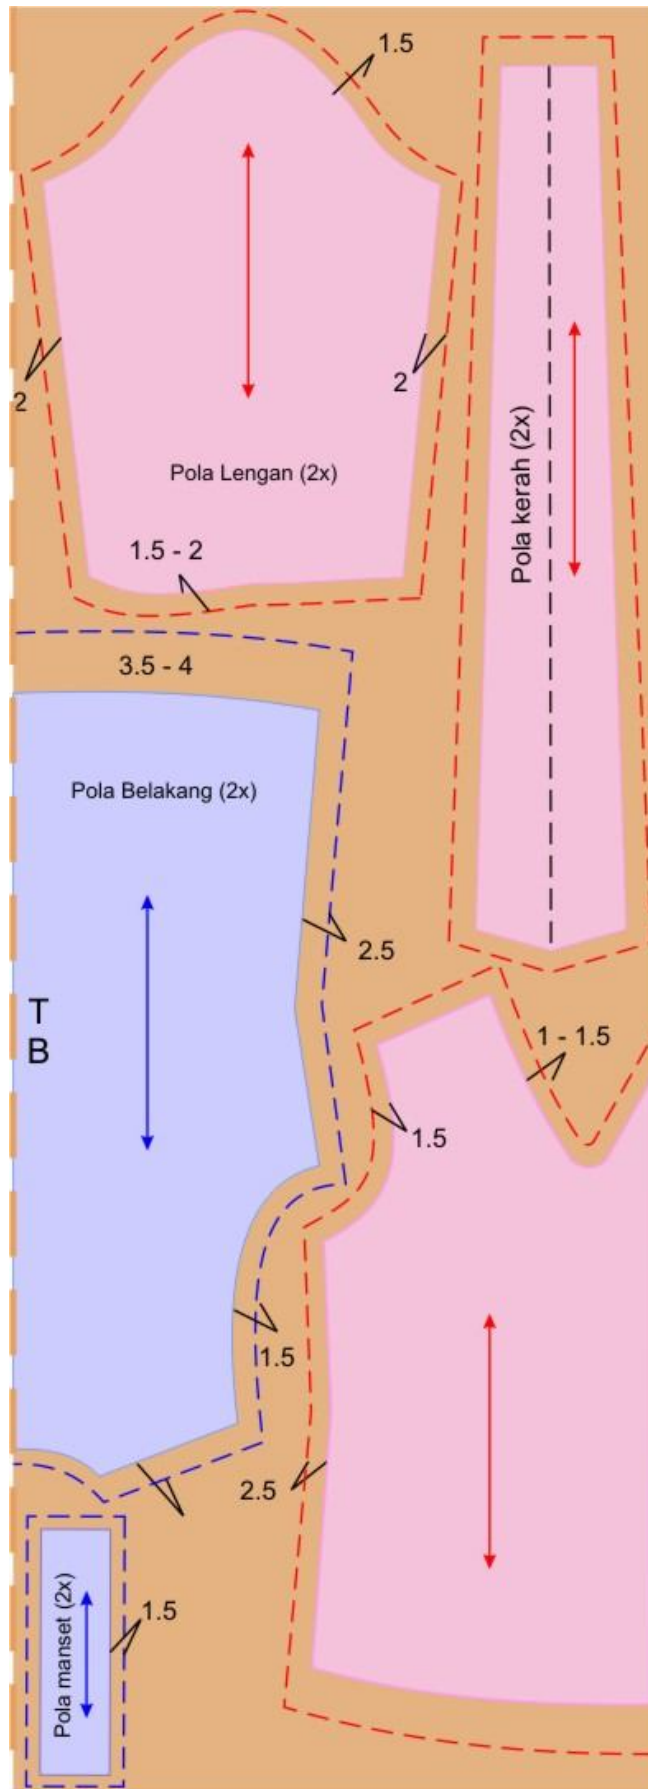 1.5
2
2
Pola Lengan (2x)
1.5 - 2
Pola kerah (2x)
3.5 - 4
Pola Belakang (2x)
2.5
T
B
1 - 1.5
1.5
1.5
2.5
1.5
Pola manset (2x)